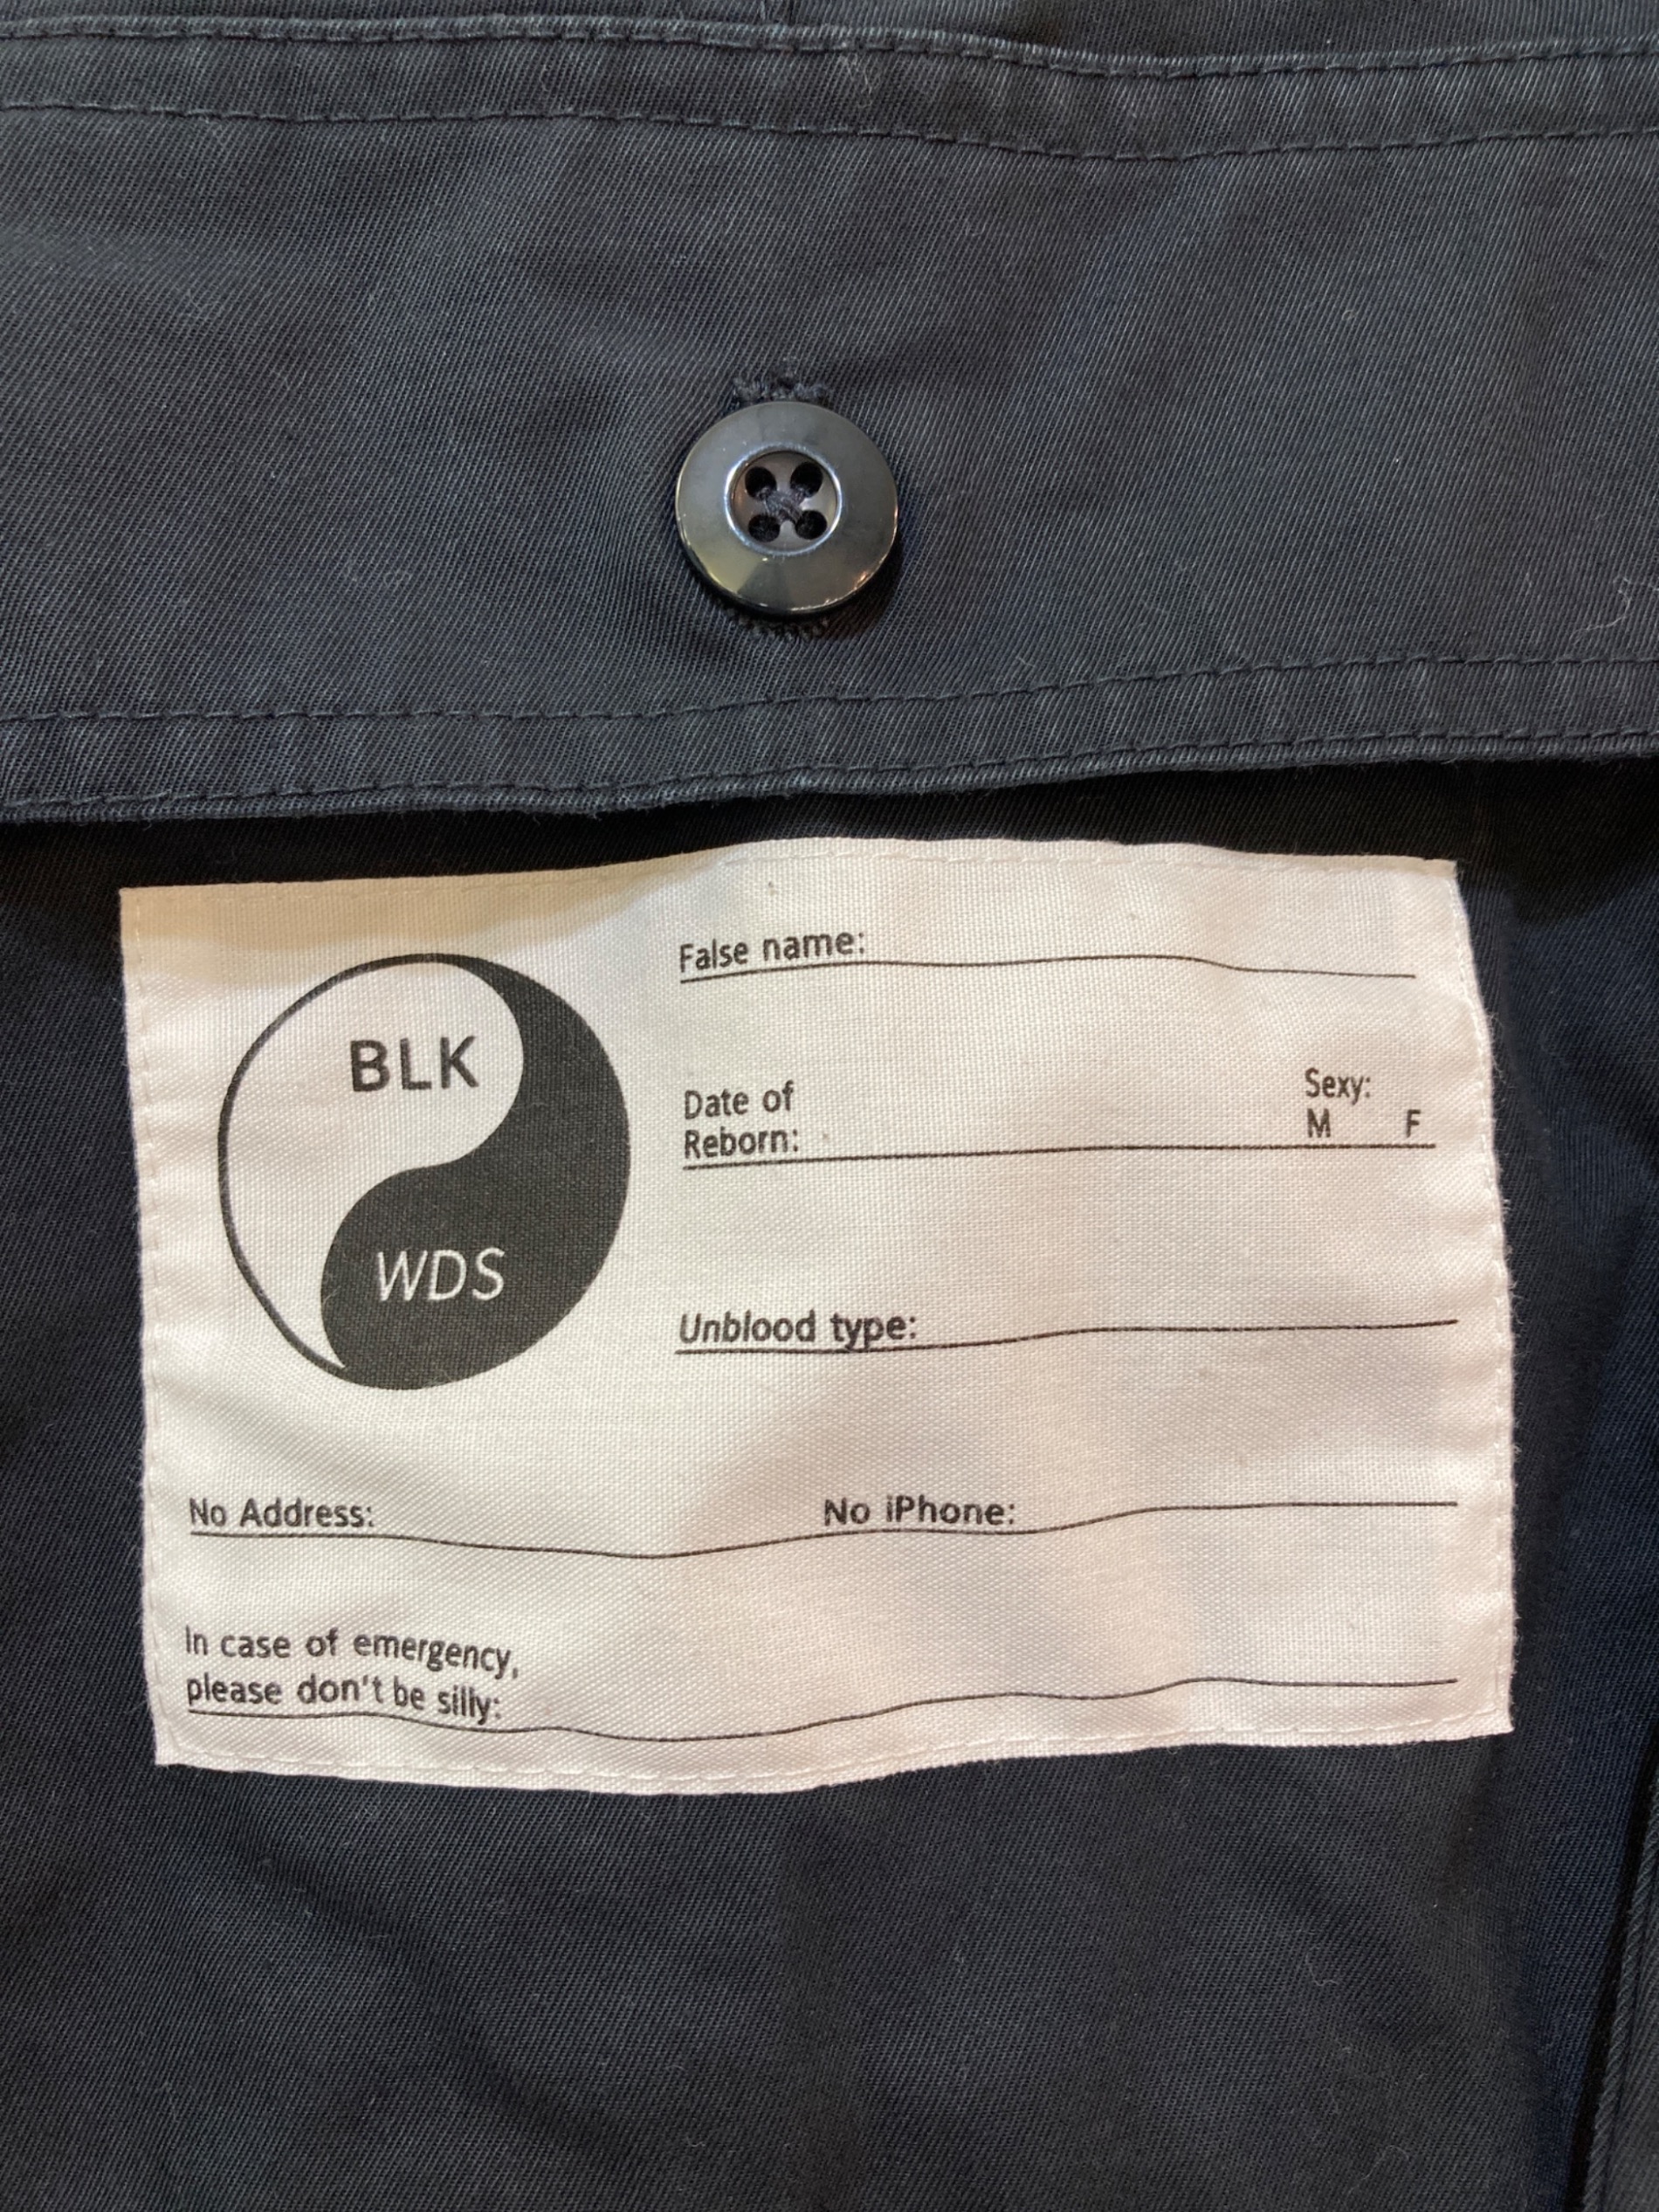 BLK
WDS
False name:
Date of
Reborn:
Sexy:
M F
Unblood type:
No Address:
No iPhone:
In case of emergency,
please don't be silly: